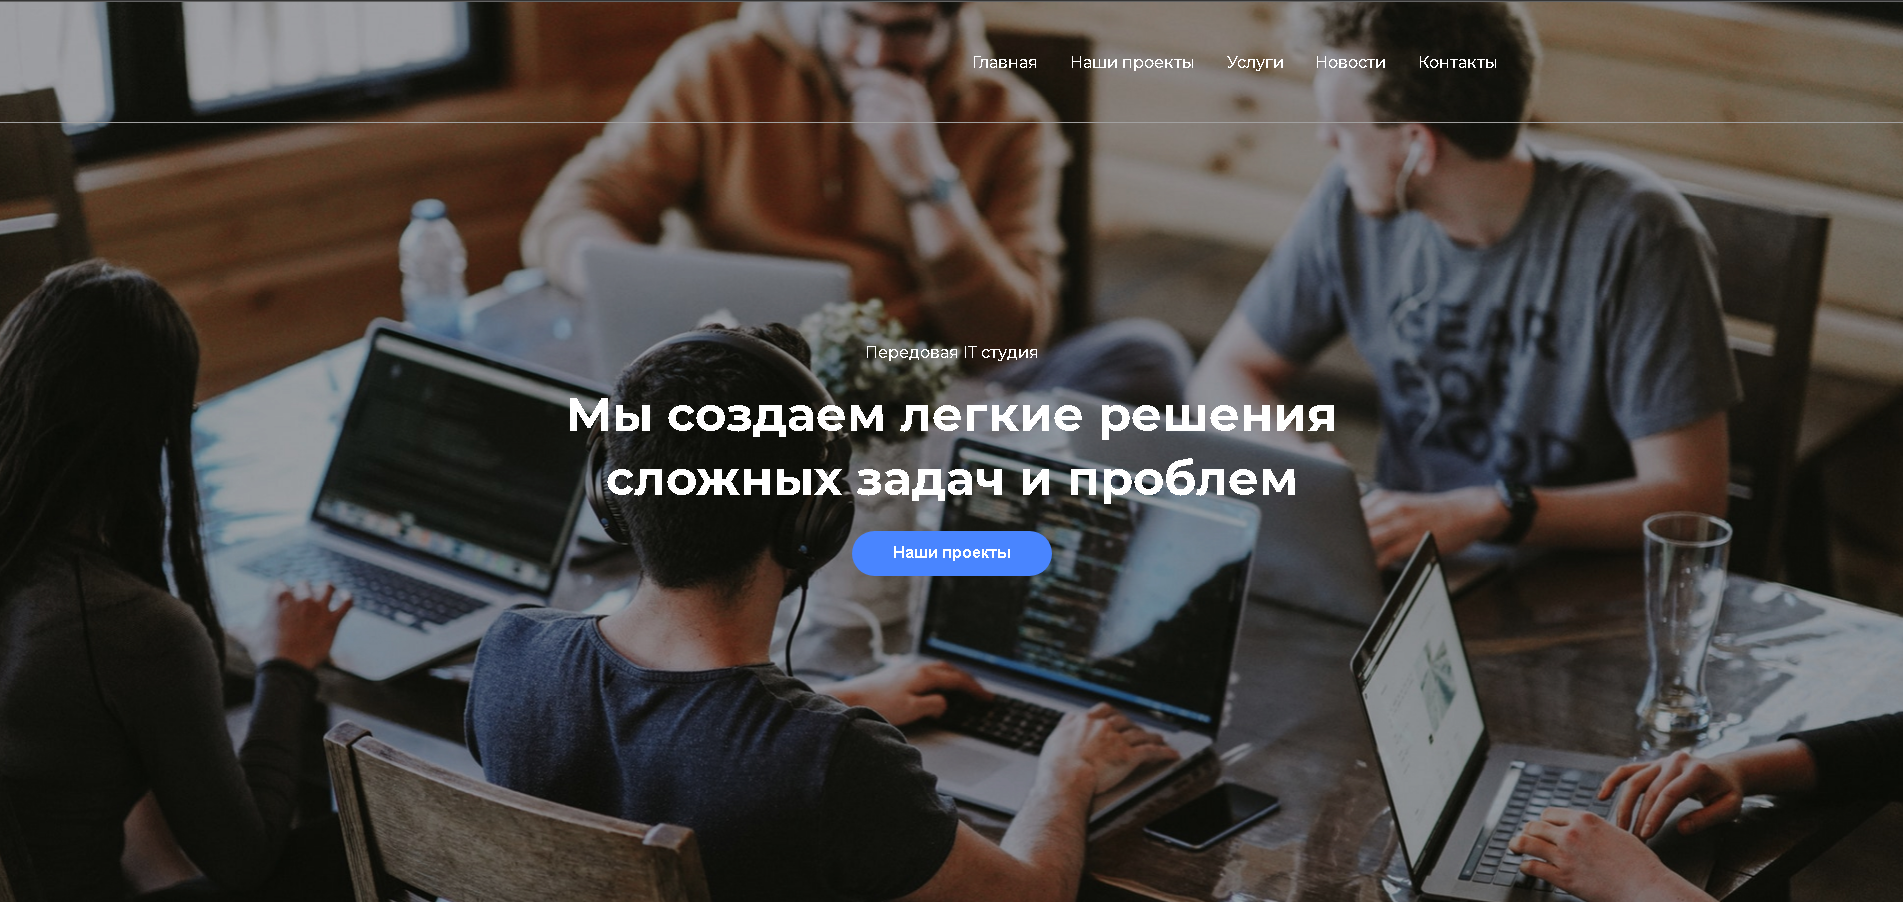 Главная Наши проекты Услуги Новости Контакты
Передовая IT студия
Мы создаем легкие решения
сложных задач и проблем
Наши проекты